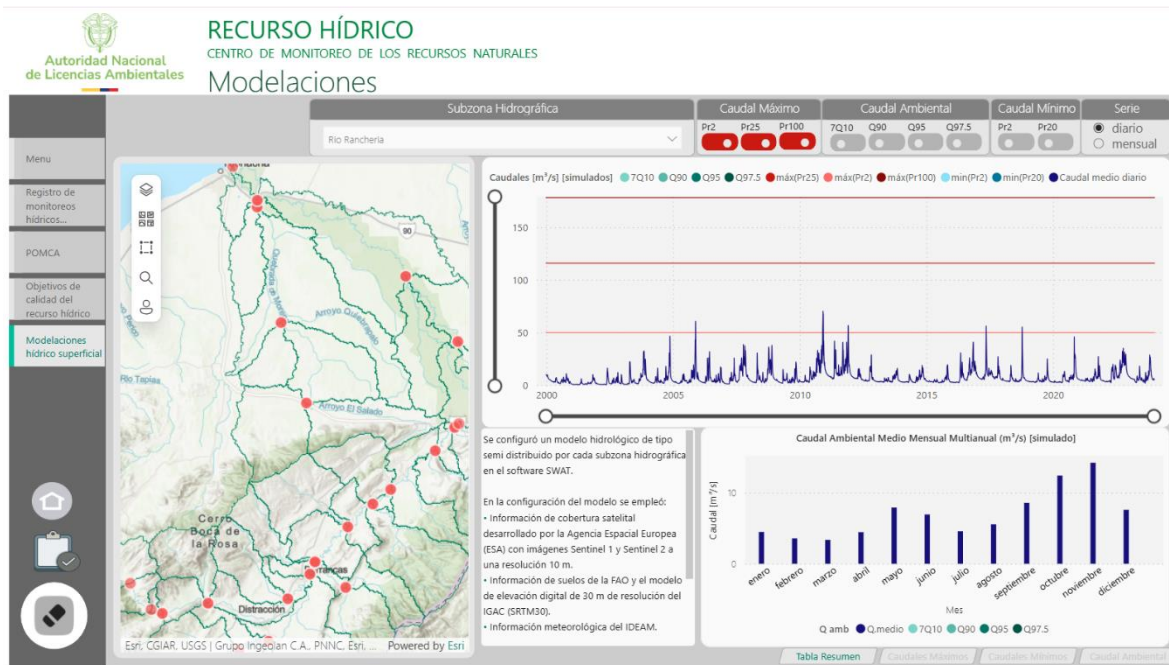 RECURSO HÍDRICO
CENTRO DE MONITOREO DE LOS RECURSOS NATURALES
Modelaciones
Autoridad Nacional
de Licencias Ambientales
Subzona Hidrográfica
Río Ranchería
Caudal Máximo
Pr2 Pr25 Pr100
Caudal Ambiental
7Q10 Q90 Q95 Q97.5
Caudal Mínimo
Pr2 Pr20
Serie
diario
mensual
Menu
Registro de
monitoreos
hídricos...
POMCA
Objetivos de
calidad del
recurso hídrico
Modelaciones
hídrico superficial
90
Arroyo El Salado
Río Tapias
Cerro
Boca de
la Rosa
Distracción
Esri, CGIAR, USGS | Grupo Ingeoian C.A., PNNC, Esri, ... Powered by Esri
Caudales [m³/s] [simulados] 7Q10 Q90 Q95 Q97.5 máx(Pr25) máx(Pr2) máx(Pr100) min(Pr2) min(Pr20) Caudal medio diario
150
100
50
0
2000 2005 2010 2015 2020
Se configuró un modelo hidrológico de tipo
semi distribuido por cada subzona hidrográfica
en el software SWAT.
En la configuración del modelo se empleó:
• Información de cobertura satelital
desarrollado por la Agencia Espacial Europea
(ESA) con imágenes Sentinel 1 y Sentinel 2 a
una resolución 10 m.
• Información de suelos de la FAO y el modelo
de elevación digital de 30 m de resolución del
IGAC (SRTM30).
• Información meteorológica del IDEAM.
Caudal Ambiental Medio Mensual Multianual (m³/s) [simulado]
Caudal [m³/s]
10
0
enero febrero marzo abril mayo junio julio agosto septiembre octubre noviembre diciembre
Mes
Q amb Q.medio 7Q10 Q90 Q95 Q97.5
Tabla Resumen Caudales Máximos Caudales Mínimos Caudal Ambiental